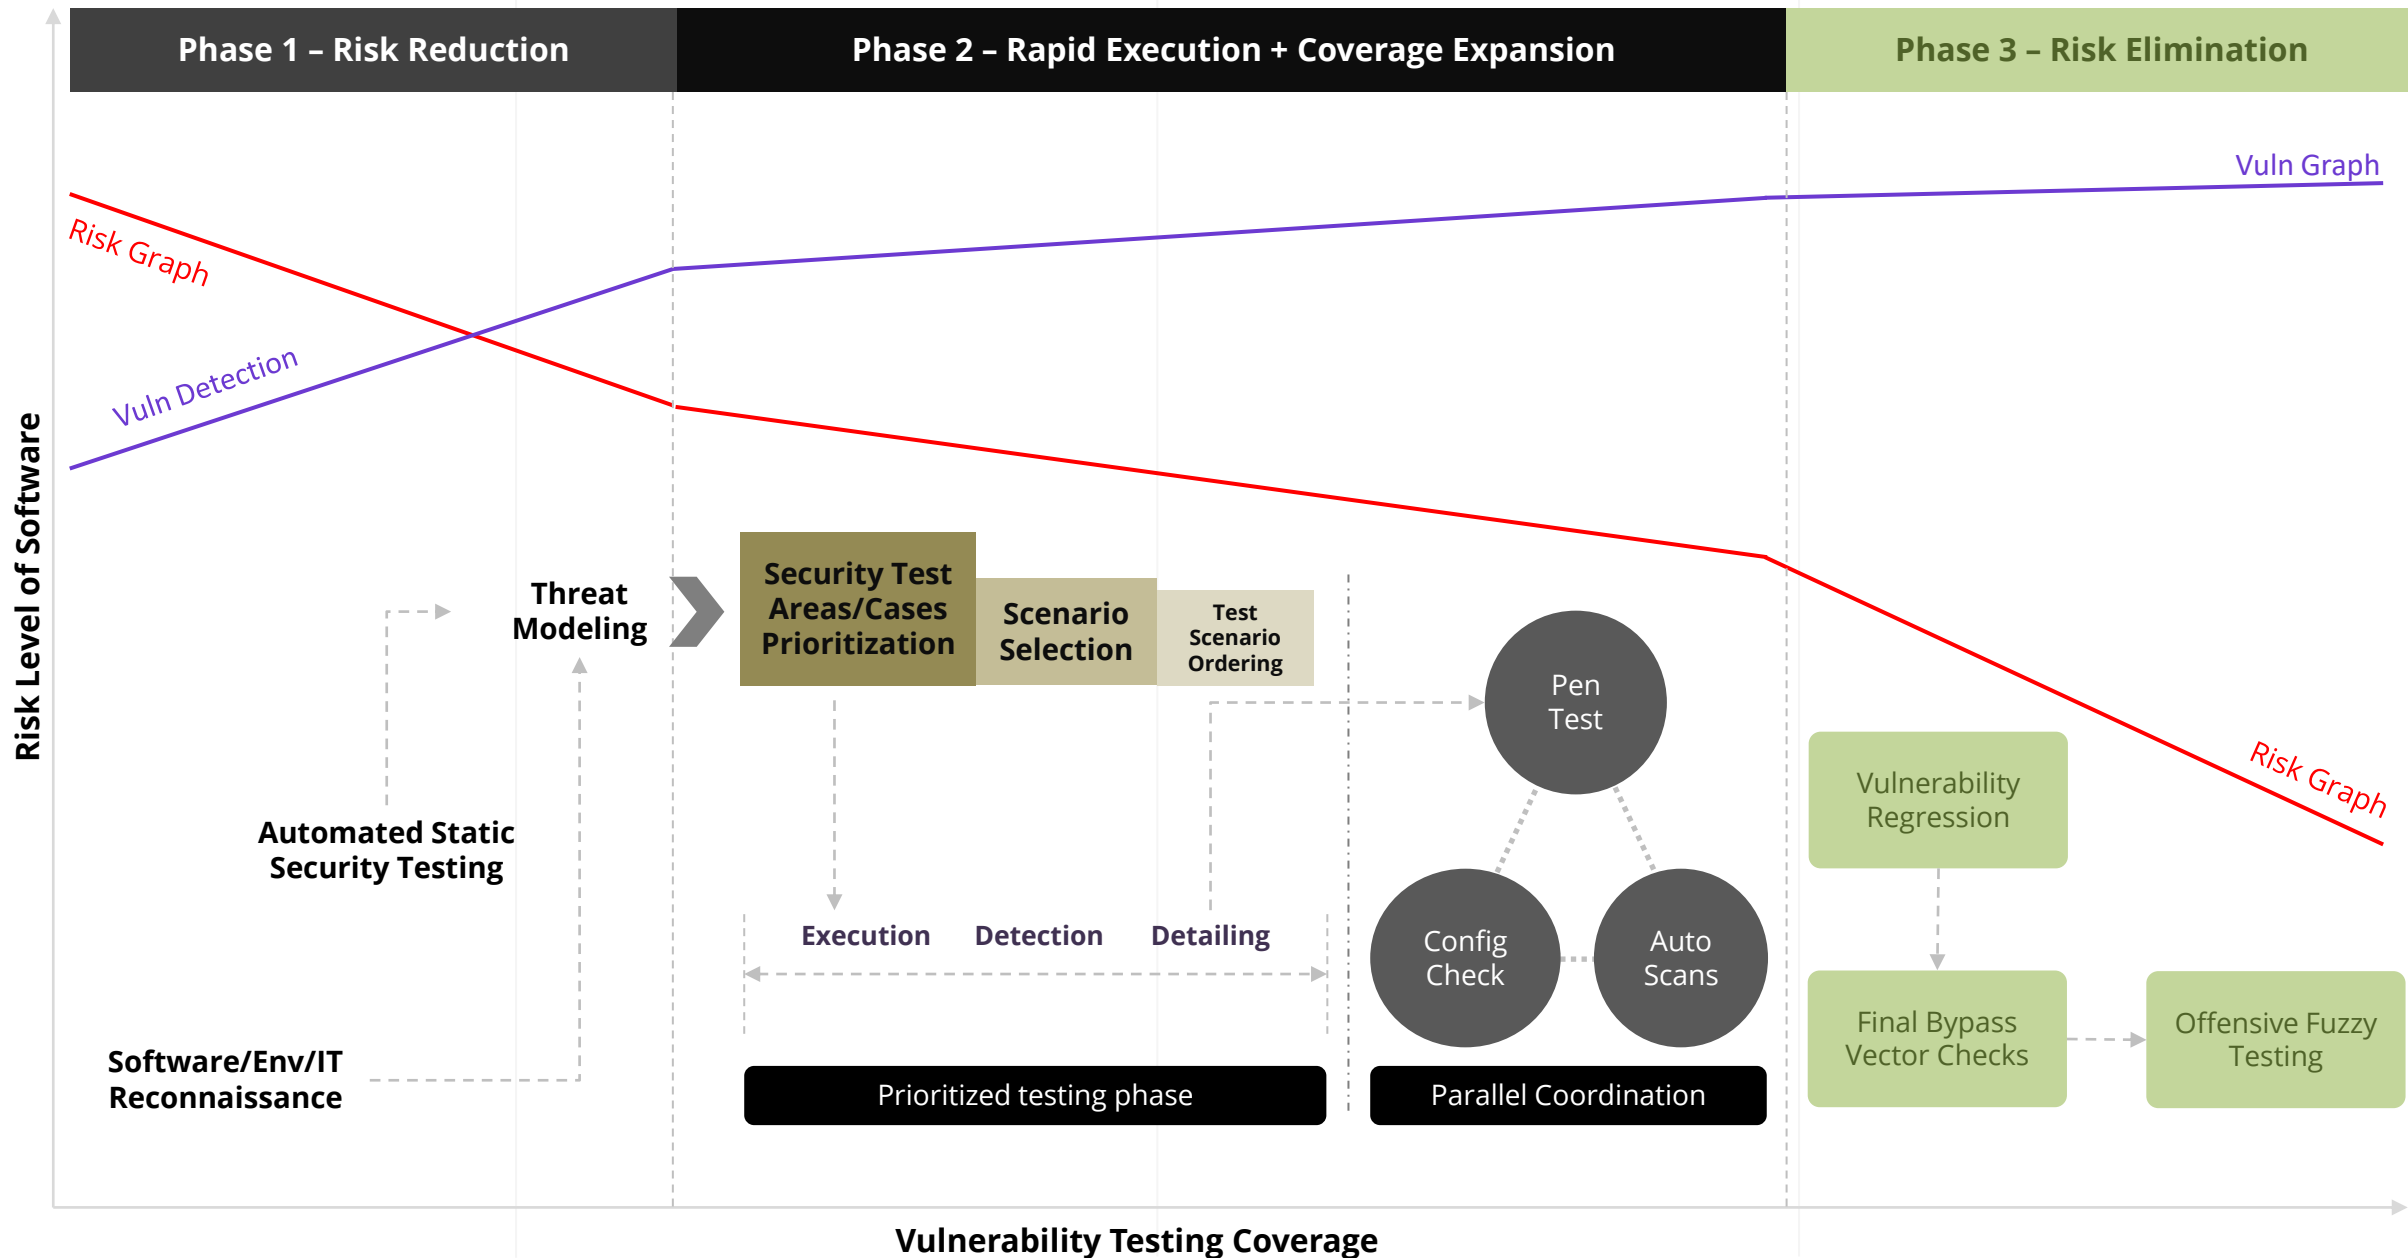 Phase 1 – Risk Reduction
Phase 2 – Rapid Execution + Coverage Expansion
Phase 3 – Risk Elimination
Vuln Graph
Risk Graph
Vuln Detection
Risk Level of Software
Threat
Modeling
Security Test
Areas/Cases
Prioritization
Scenario
Selection
Test
Scenario
Ordering
Pen
Test
Risk Graph
Vulnerability
Regression
Automated Static
Security Testing
Execution
Detection
Detailing
Config
Check
Auto
Scans
Final Bypass
Vector Checks
Offensive Fuzzy
Testing
Software/Env/IT
Reconnaissance
Prioritized testing phase
Parallel Coordination
Vulnerability Testing Coverage